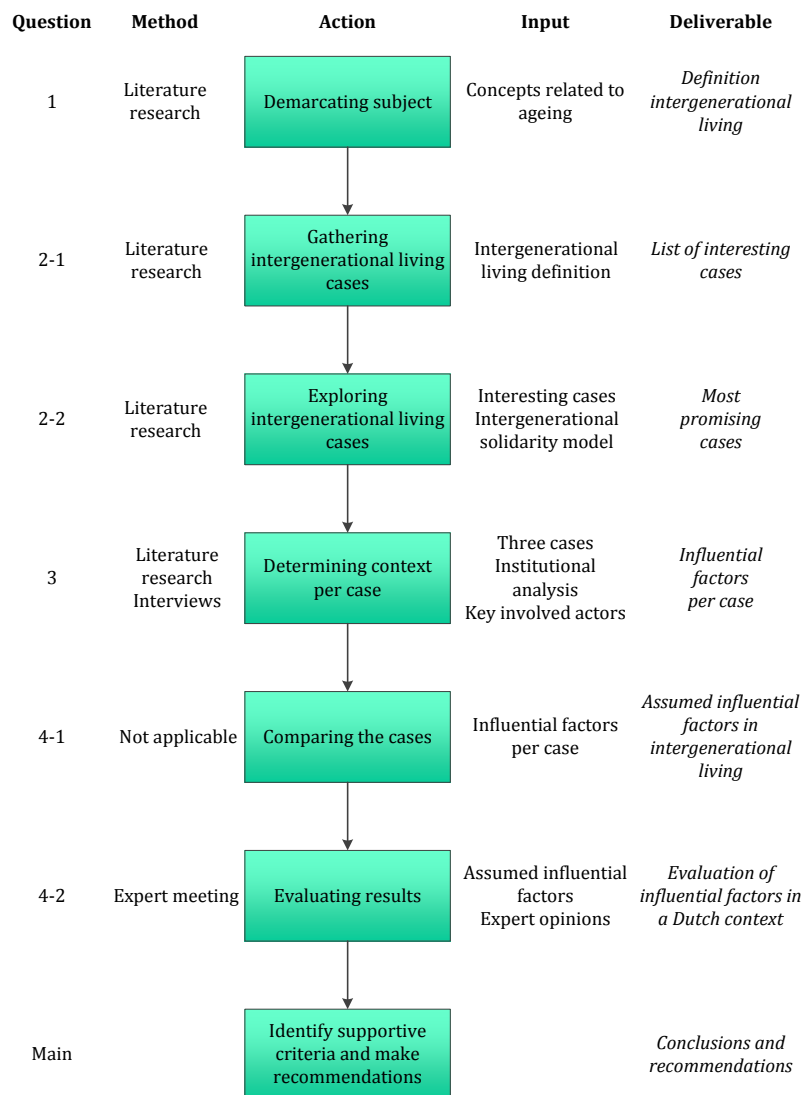 Question Method Action Input Deliverable
1
Literature
research
Demarcating subject
Concepts related to
ageing
Definition
intergenerational
living
2-1
Literature
research
Gathering
intergenerational living
cases
Intergenerational
living definition
List of interesting
cases
2-2
Literature
research
Exploring
intergenerational living
cases
Interesting cases
Intergenerational
solidarity model
Most
promising
cases
3
Literature
research
Interviews
Determining context
per case
Three cases
Institutional
analysis
Key involved actors
Influential
factors
per case
4-1
Not applicable
Comparing the cases
Influential factors
per case
Assumed influential
factors in
intergenerational
living
4-2
Expert meeting
Evaluating results
Assumed influential
factors
Expert opinions
Evaluation of
influential factors in
a Dutch context
Main
Identify supportive
criteria and make
recommendations
Conclusions and
recommendations